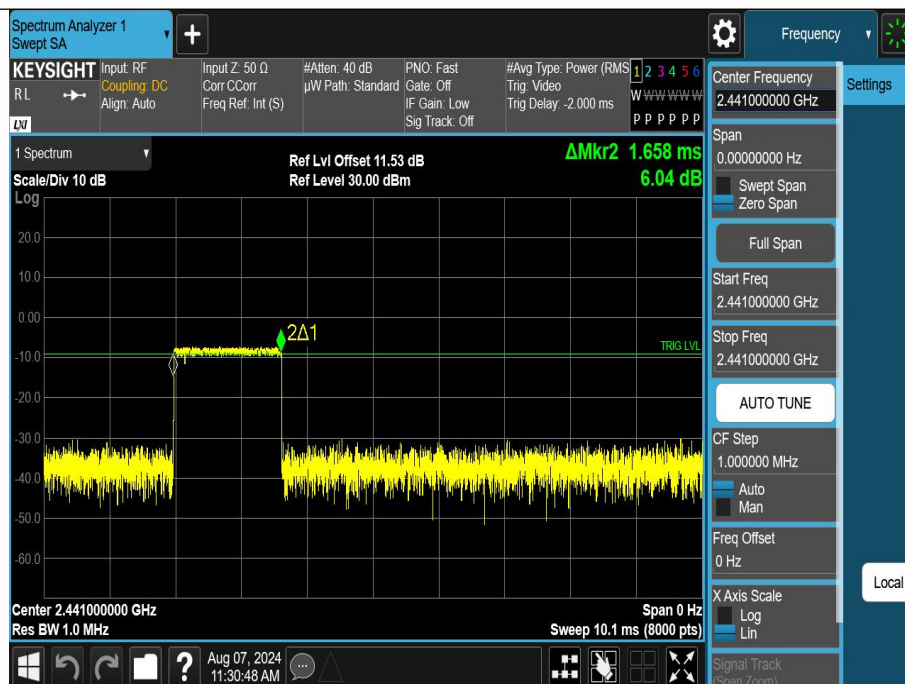 Spectrum Analyzer 1
Swept SA
Frequency
KEYSIGHT
RL
LXI
Input: RF
Coupling: DC
Align: Auto
Input Z: 50 Ω
Corr CCorr
Freq Ref: Int (S)
#Atten: 40 dB
µW Path: Standard
PNO: Fast
Gate: Off
IF Gain: Low
Sig Track: Off
#Avg Type: Power (RMS
Trig: Video
Trig Delay: -2.000 ms
1 2 3 4 5 6
W W W W W W
P P P P P P
1 Spectrum
Scale/Div 10 dB
Log
Ref Lvl Offset 11.53 dB
Ref Level 30.00 dBm
ΔMkr2 1.658 ms
6.04 dB
20.0
10.0
0.00
-10.0
-20.0
-30.0
-40.0
-50.0
-60.0
2Δ1
TRIG LVL
Center 2.441000000 GHz
Res BW 1.0 MHz
Span 0 Hz
Sweep 10.1 ms (8000 pts)
Aug 07, 2024
11:30:48 AM
Center Frequency
2.441000000 GHz
Span
0.00000000 Hz
Swept Span
Zero Span
Full Span
Start Freq
2.441000000 GHz
Stop Freq
2.441000000 GHz
AUTO TUNE
CF Step
1.000000 MHz
Auto
Man
Freq Offset
0 Hz
X Axis Scale
Log
Lin
Signal Track
(Span Zoom)
Settings
Local